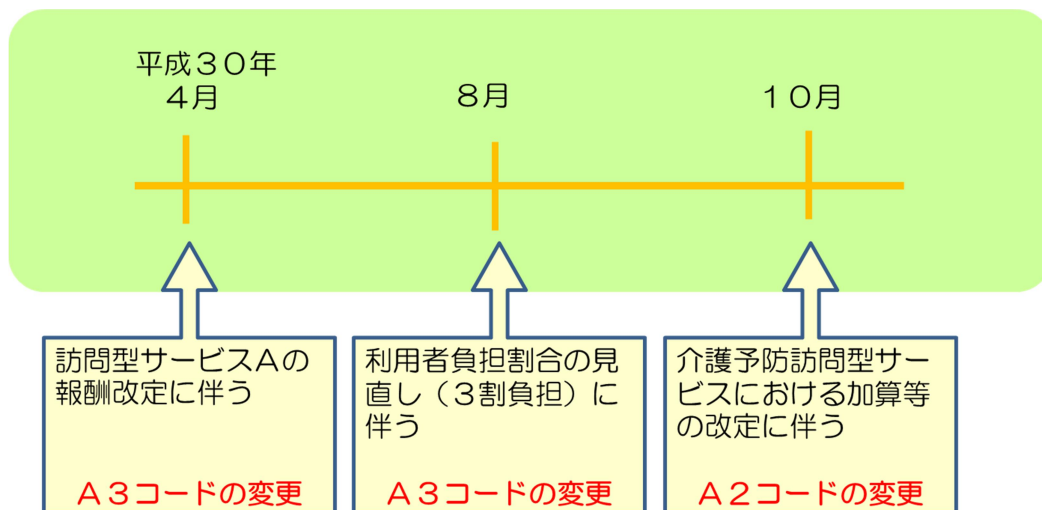 平成３０年
４月
８月
１０月
訪問型サービスＡの
報酬改定に伴う
Ａ３コードの変更
利用者負担割合の見
直し（３割負担）に
伴う
Ａ３コードの変更
介護予防訪問型サー
ビスにおける加算等
の改定に伴う
Ａ２コードの変更